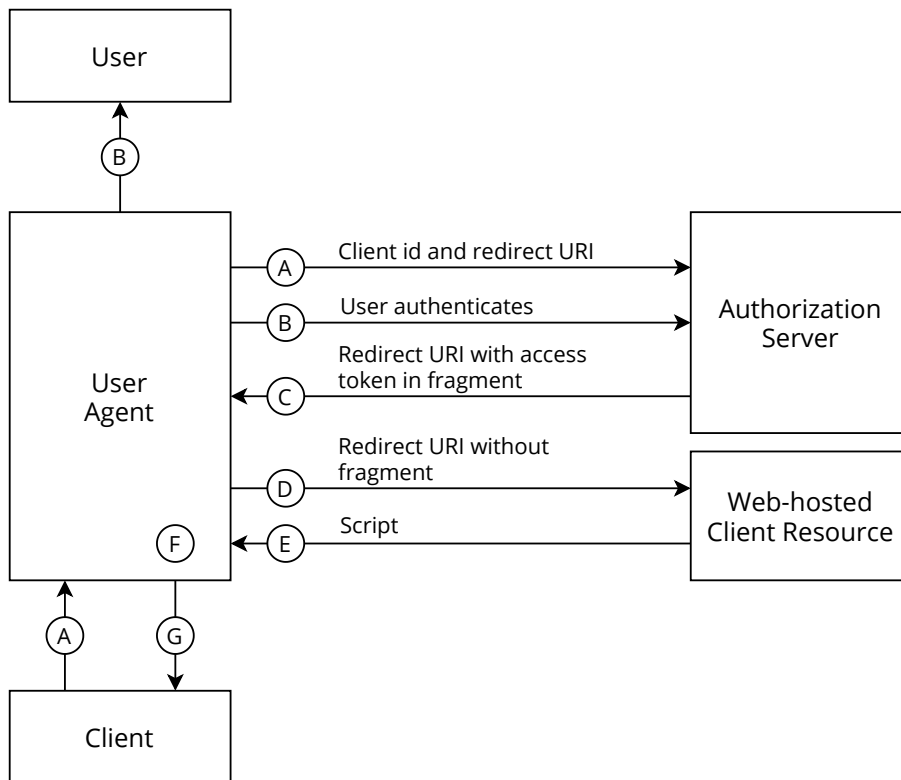 User
B
A
Client id and redirect URI
B
User authenticates
Authorization
Server
Redirect URI with access
token in fragment
C
User
Agent
Redirect URI without
fragment
D
Web-hosted
Client Resource
Script
E
F
A
G
Client